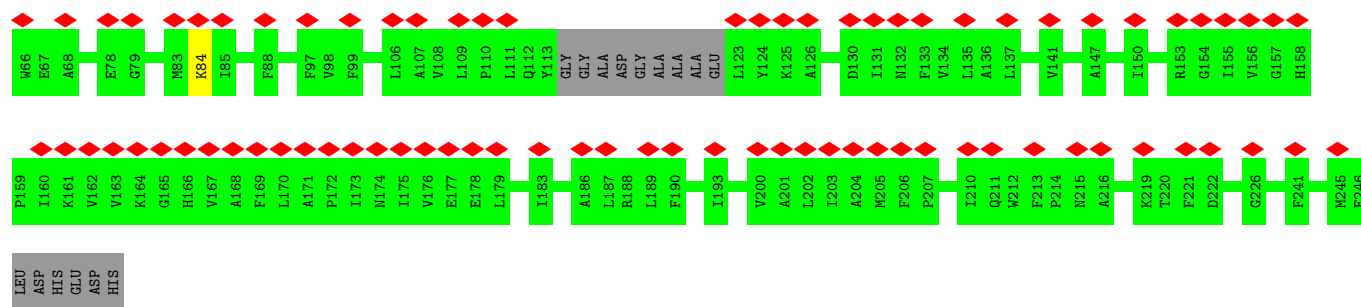 W66 E67 A68 E78 G79 M83 K84 I85 F88 F97 V98 F99 L106 A107 V108 L109 P110 L111 Q112 Y113 GLY GLY ALA ASP GLY ALA ALA ALA GLU L123 Y124 K125 A126 D130 I131 N132 F133 V134 L135 A136 L137 V141 A147 I150 R153 G154 I155 V156 G157 H158
P159 I160 K161 V162 V163 K164 G165 H166 V167 A168 F169 L170 A171 P172 I173 N174 I175 V176 E177 E178 L179 I183 A186 L187 R188 L189 F190 I193 V200 A201 L202 I203 A204 M205 F206 P207 I210 Q211 W212 F213 P214 N215 A216 K219 T220 F221 D222 G226 F241 M245 F246
LEU ASP HIS GLU ASP HIS